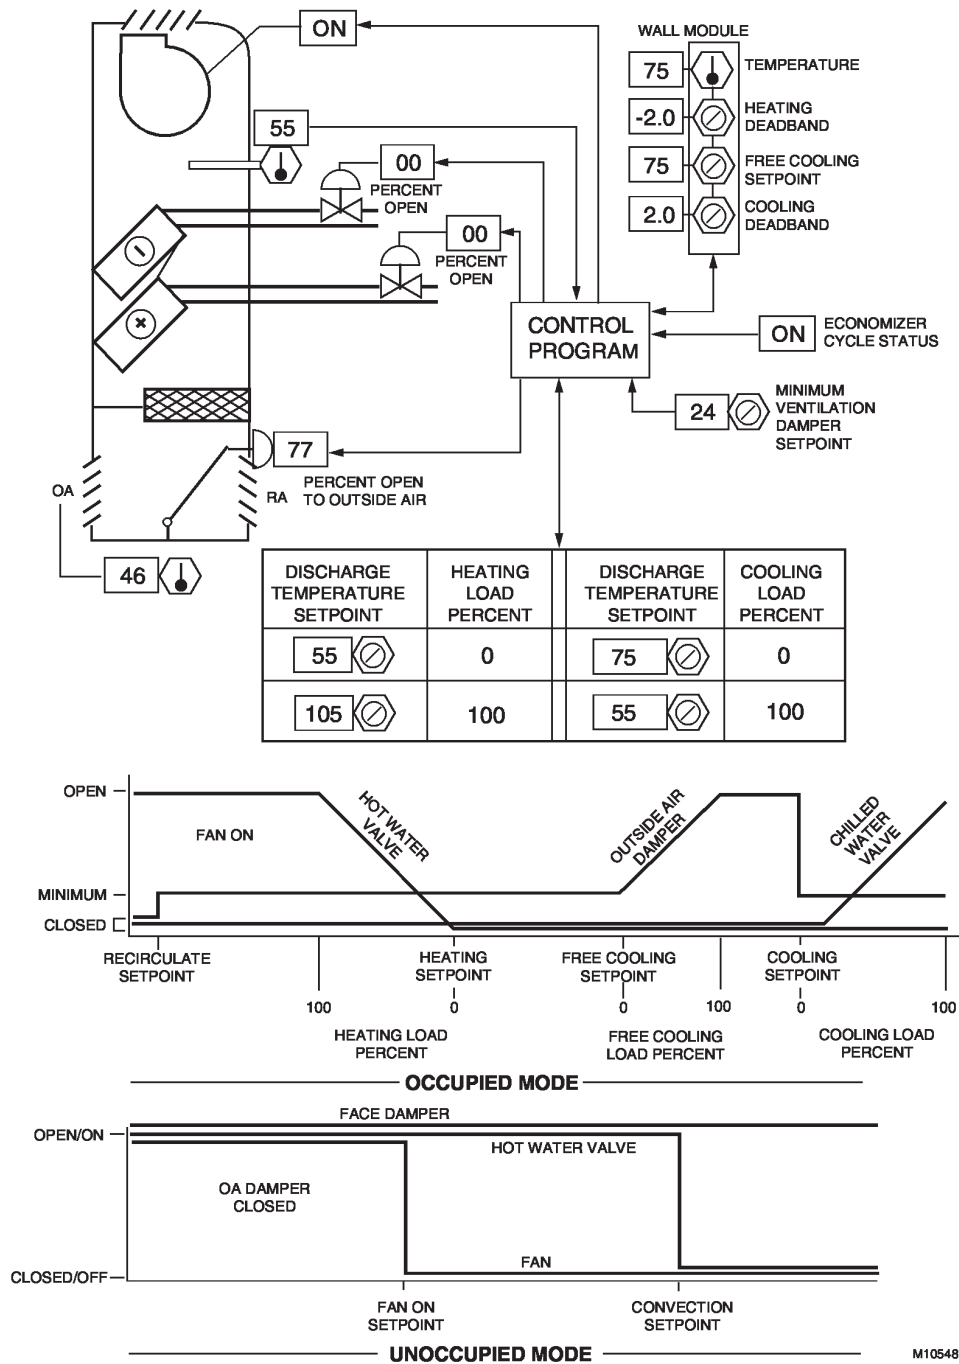 ON
WALL MODULE
75
TEMPERATURE
-2.0
HEATING
DEADBAND
75
FREE COOLING
SETPOINT
2.0
COOLING
DEADBAND
55
00
PERCENT
OPEN
00
PERCENT
OPEN
CONTROL
PROGRAM
ON
ECONOMIZER
CYCLE STATUS
24
MINIMUM
VENTILATION
DAMPER
SETPOINT
77
PERCENT OPEN
TO OUTSIDE AIR
OA
RA
46
DISCHARGE
TEMPERATURE
SETPOINT
HEATING
LOAD
PERCENT
DISCHARGE
TEMPERATURE
SETPOINT
COOLING
LOAD
PERCENT
55
0
75
0
105
100
55
100
OPEN
FAN ON
HOT WATER
VALVE
OUTSIDE AIR
DAMPER
CHILLED
WATER
VALVE
MINIMUM
CLOSED
RECIRCULATE
SETPOINT
HEATING
SETPOINT
FREE COOLING
SETPOINT
COOLING
SETPOINT
100
0
0
100
0
100
HEATING LOAD
PERCENT
FREE COOLING
LOAD PERCENT
COOLING LOAD
PERCENT
OCCUPIED MODE
FACE DAMPER
OPEN/ON
HOT WATER VALVE
OA DAMPER
CLOSED
FAN
CLOSED/OFF
FAN ON
SETPOINT
CONVECTION
SETPOINT
UNOCCUPIED MODE
M10548